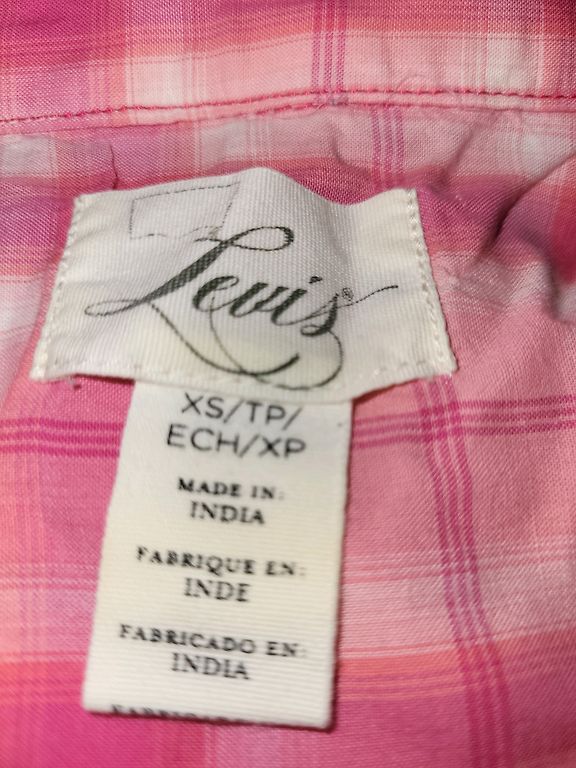 Levi's®
XS/TP/
ECH/XP
MADE IN:
INDIA
FABRIQUE EN:
INDE
FABRICADO EN:
INDIA